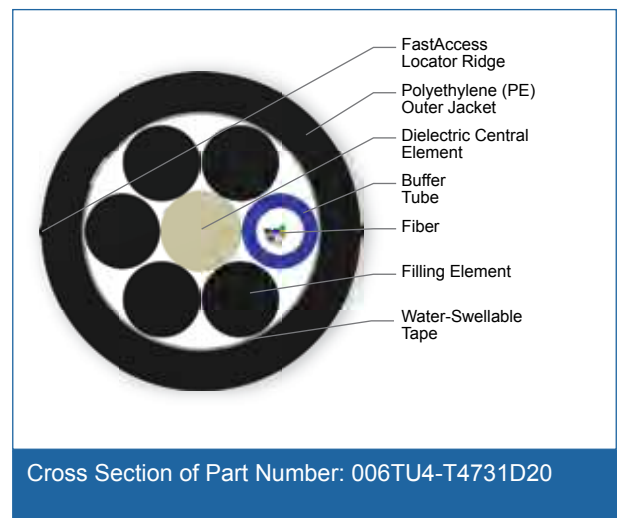 FastAccess
Locator Ridge
Polyethylene (PE)
Outer Jacket
Dielectric Central
Element
Buffer
Tube
Fiber
Filling Element
Water-Swellable
Tape
Cross Section of Part Number: 006TU4-T4731D20